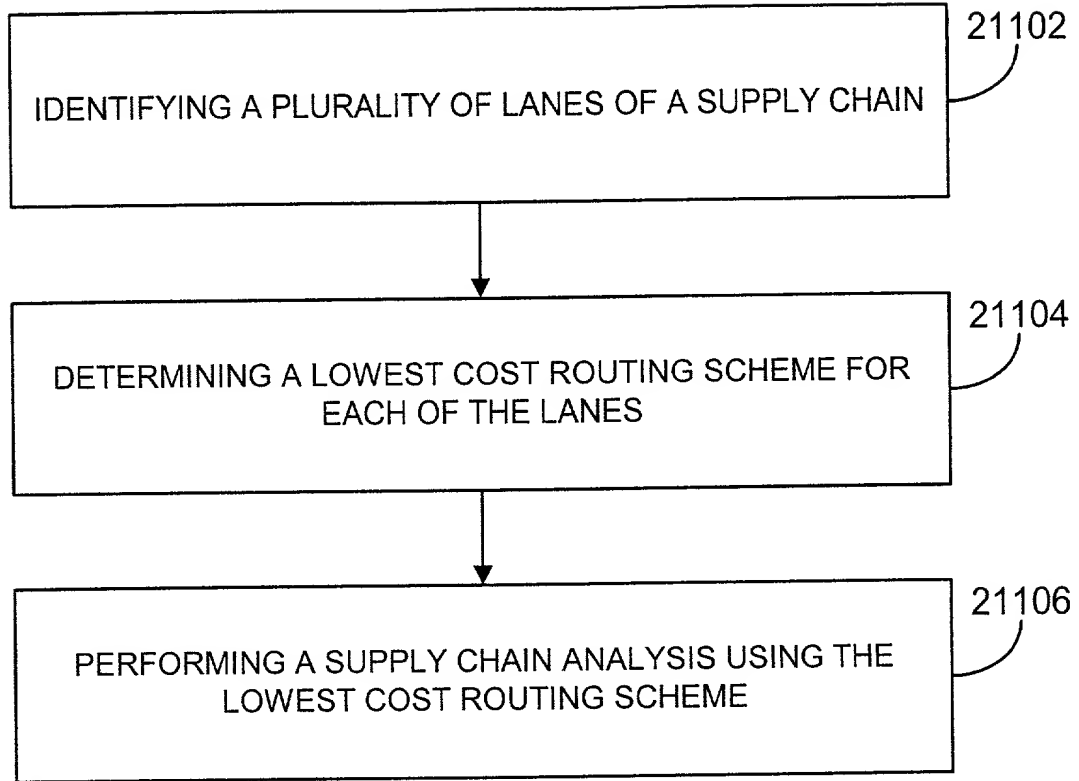 21102
IDENTIFYING A PLURALITY OF LANES OF A SUPPLY CHAIN
21104
DETERMINING A LOWEST COST ROUTING SCHEME FOR
EACH OF THE LANES
21106
PERFORMING A SUPPLY CHAIN ANALYSIS USING THE
LOWEST COST ROUTING SCHEME